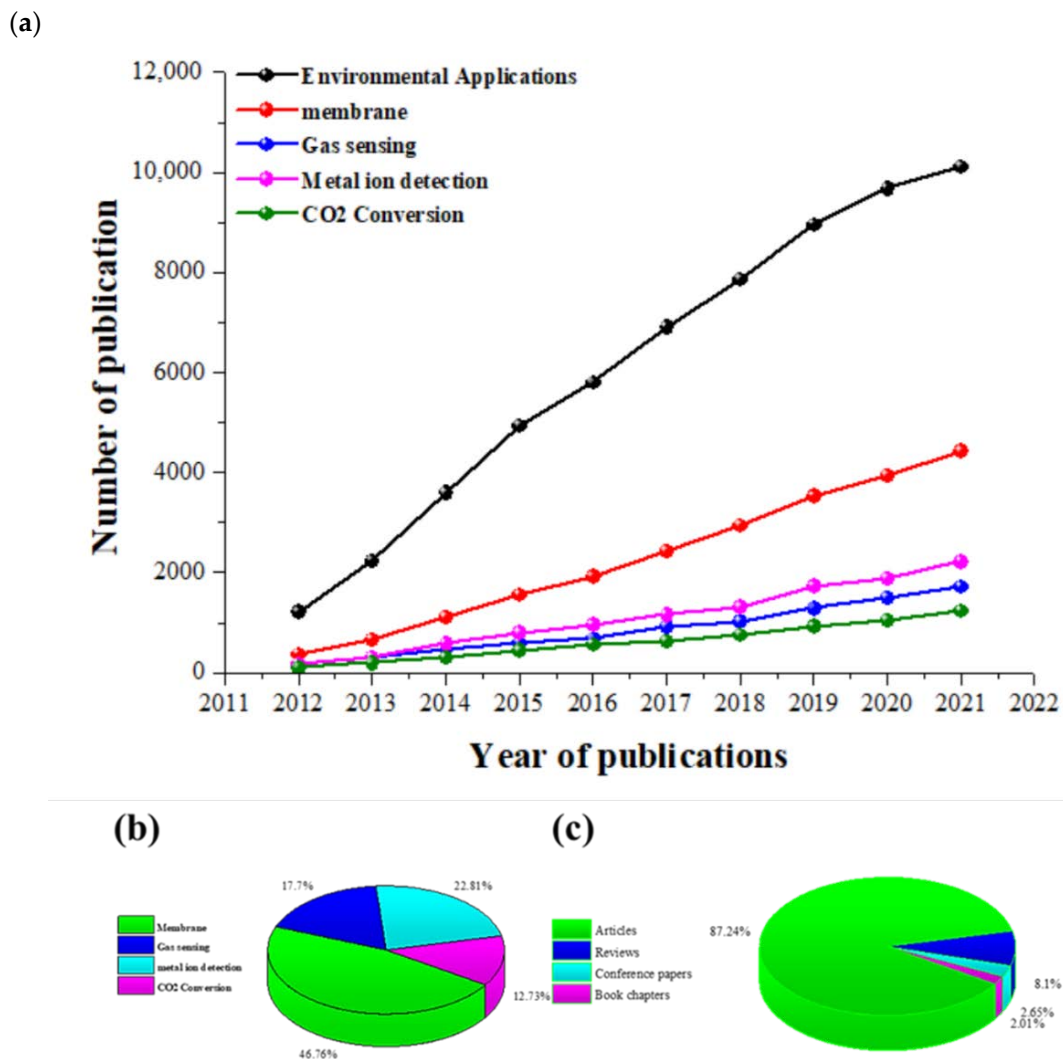 (a)
12,000
10,000
8000
6000
4000
2000
0
Number of publication
Environmental Applications
membrane
Gas sensing
Metal ion detection
CO2 Conversion
2011 2012 2013 2014 2015 2016 2017 2018 2019 2020 2021 2022
Year of publications
(b)
Membrane
Gas sensing
metal ion detection
CO2 Conversion
17.7%
22.81%
12.73%
46.76%
(c)
Articles
Reviews
Conference papers
Book chapters
87.24%
8.1%
2.65%
2.01%